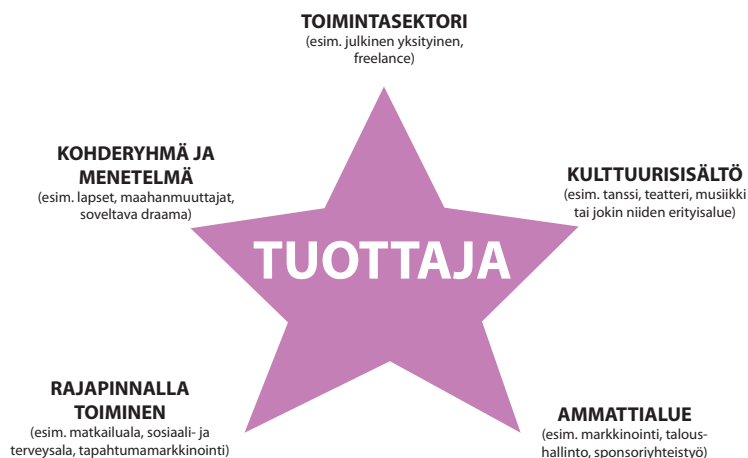 TOIMINTASEKTORI
(esim. julkinen yksityinen,
freelance)
KOHDERYHMÄ JA
MENETELMÄ
(esim. lapset, maahanmuuttajat,
soveltava draama)
KULTTUURISISÄLTÖ
(esim. tanssi, teatteri, musiikki
tai jokin niiden erityisalue)
TUOTTAJA
RAJAPINNALLA
TOIMINEN
(esim. matkailuala, sosiaali- ja
terveysala, tapahtumamarkkinointi)
AMMATTIALUE
(esim. markkinointi, talous-
hallinto, sponsoriyhteistyö)